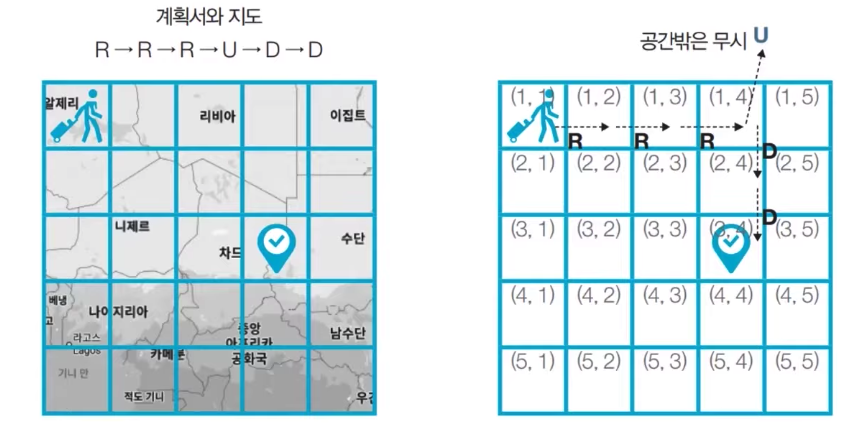 계획서와 지도
R→R→R→U→D→D
알제리
리비아
이집트
니제르
차드
수단
베냉
고
나이지리아
라고스
Lagos
카메룬
중앙
아프리카
공화국
남수단
기니 만
적도 기니
우간
공간밖은 무시 U
(1, 1) (1, 2) (1, 3) (1, 4) (1, 5)
R R R D
(2, 1) (2, 2) (2, 3) (2, 4) (2, 5)
D
(3, 1) (3, 2) (3, 3) (3, 4) (3, 5)
(4, 1) (4, 2) (4, 3) (4, 4) (4, 5)
(5, 1) (5, 2) (5, 3) (5, 4) (5, 5)